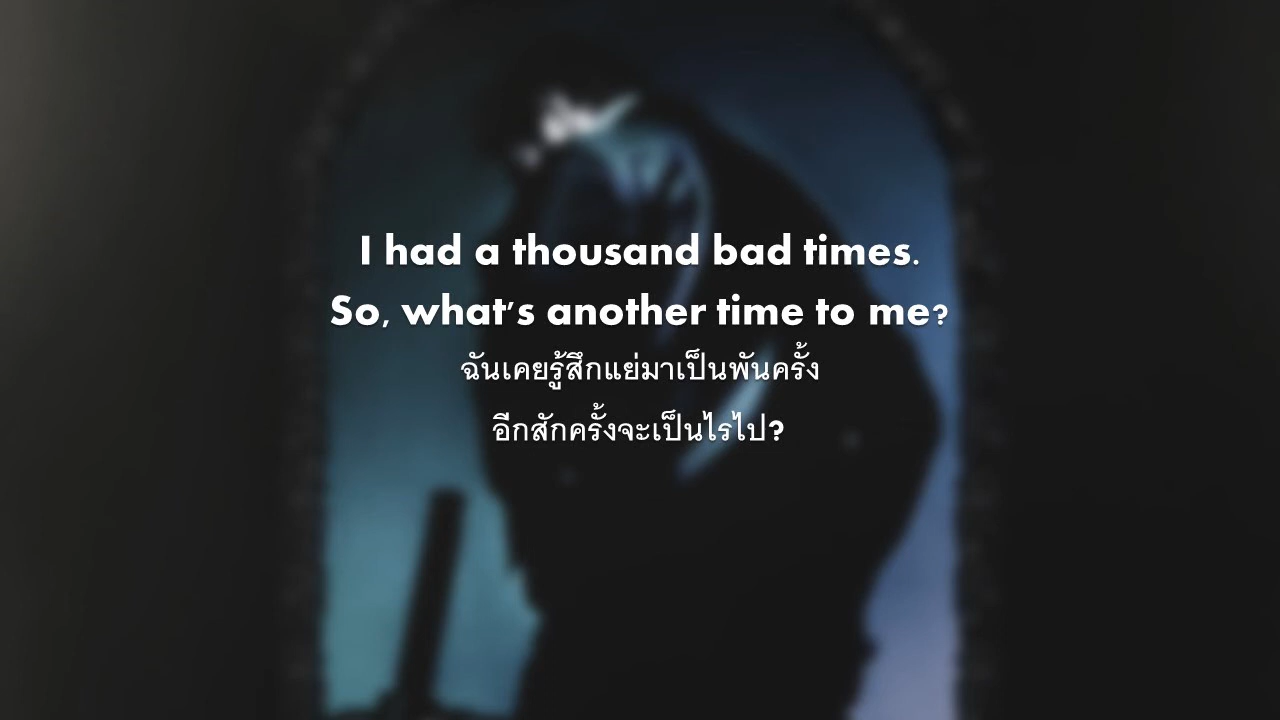 I had a thousand bad times.
So, what's another time to me?
ฉันเคยรู้สึกแย่มาเป็นพันครั้ง
อีกสักครั้งจะเป็นไรไป?